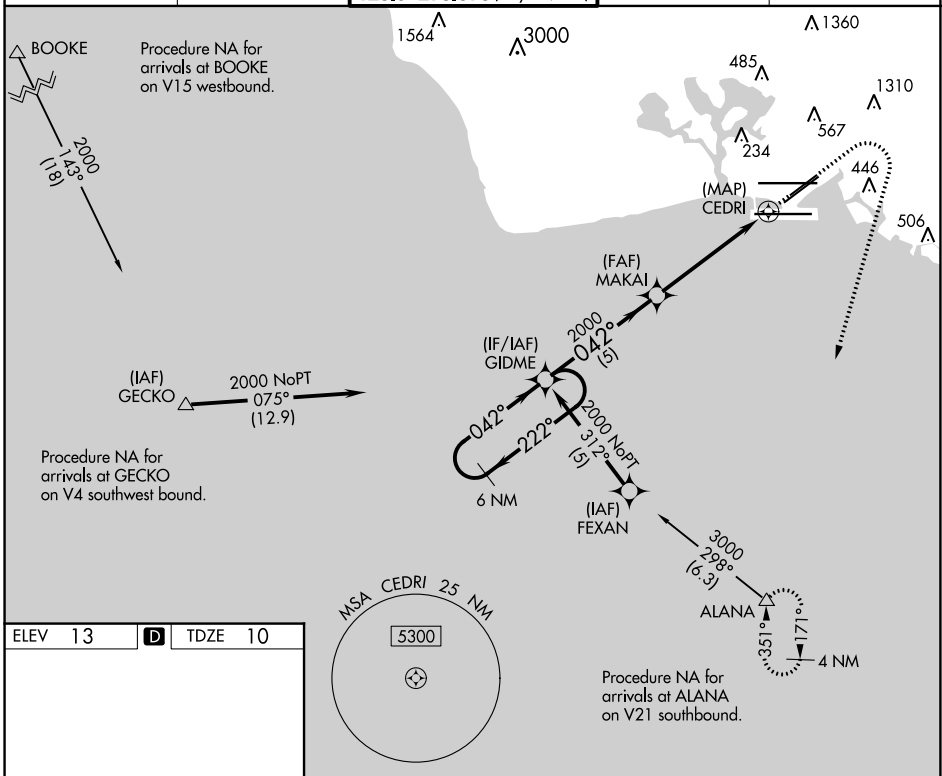 BOOKE
Procedure NA for
arrivals at BOOKE
on V15 westbound.
1564
3000
1360
485
1310
567
234
446
506
2000
143°
(18)
(MAP)
CEDRI
(FAF)
MAKAI
2000
042°
(5)
(IF/IAF)
GIDME
(IAF)
GECKO
2000 NoPT
075°
(12.9)
042°
222°
6 NM
2000 NoPT
312°
(5)
(IAF)
FEXAN
Procedure NA for
arrivals at GECKO
on V4 southwest bound.
3000
298°
(6.3)
ALANA
351°
171°
4 NM
MSA CEDRI 25 NM
5300
Procedure NA for
arrivals at ALANA
on V21 southbound.
ELEV 13 D TDZE 10